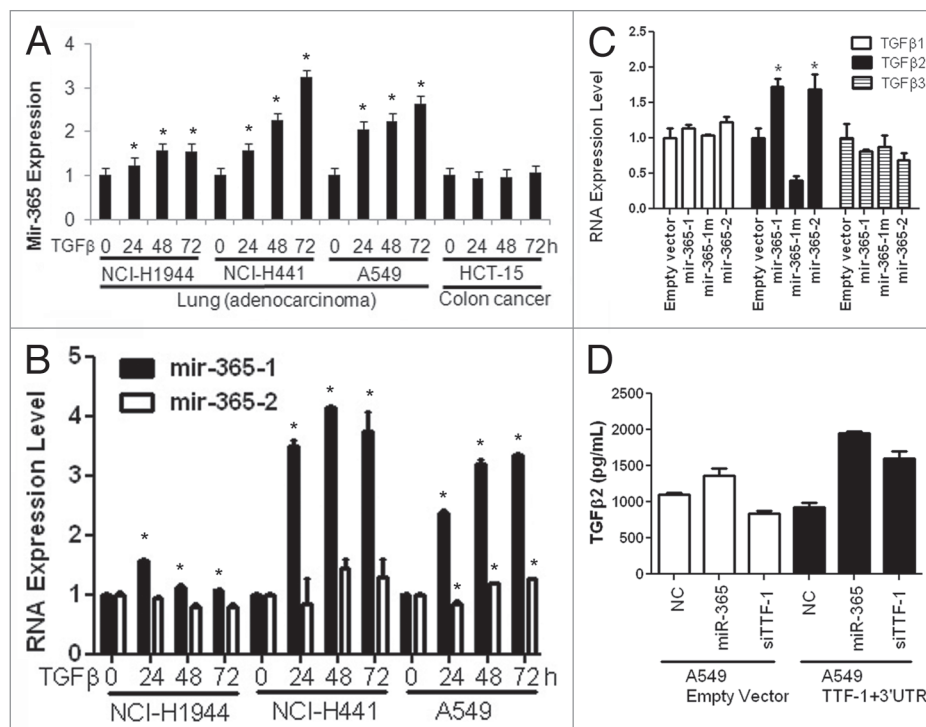 A
Mir-365 Expression
4
3
2
1
0
* * * * * * * * *
TGFβ 0 24 48 72 0 24 48 72 0 24 48 72 0 24 48 72h
NCI-H1944 NCI-H441 A549 HCT-15
Lung (adenocarcinoma) Colon cancer
B
RNA Expression Level
5
4
3
2
1
0
mir-365-1
mir-365-2
* * * * * * * * * * * *
TGFβ 0 24 48 72 0 24 48 72 0 24 48 72 h
NCI-H1944 NCI-H441 A549
C
RNA Expression Level
2.5
2.0
1.5
1.0
0.5
0.0
TGFβ1
TGFβ2
TGFβ3
* *
Empty vector
mir-365-1
mir-365-1m
mir-365-2
Empty vector
mir-365-1
mir-365-1m
mir-365-2
Empty vector
mir-365-1
mir-365-1m
mir-365-2
D
TGFβ2 (pg/mL)
2500
2000
1500
1000
500
0
NC
miR-365
siTTF-1
NC
miR-365
siTTF-1
A549 A549
Empty Vector TTF-1+3'UTR